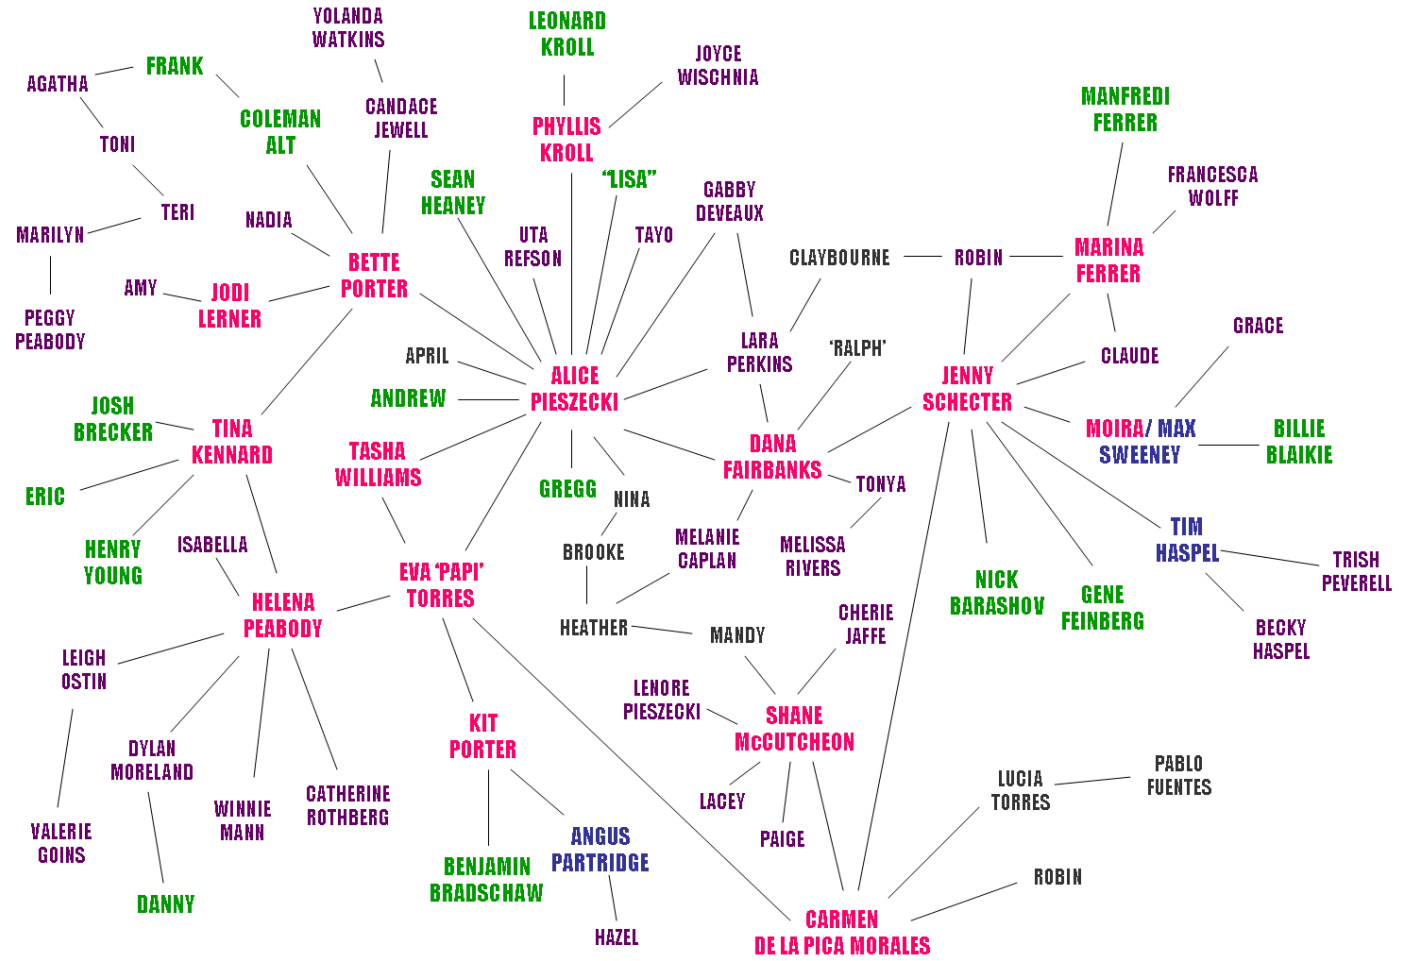 YOLANDA
WATKINS
LEONARD
KROLL
JOYCE
WISCHNIA
FRANK
AGATHA
COLEMAN
ALT
CANDACE
JEWELL
PHYLLIS
KROLL
MANFREDI
FERRER
TONI
SEAN
HEANEY
"LISA"
GABBY
DEVEAUX
FRANCESCA
WOLFF
TERI
NADIA
MARILYN
UTA
REFSON
TAYO
CLAYBOURNE
ROBIN
MARINA
FERRER
BETTE
PORTER
AMY
JODI
LERNER
PEGGY
PEABODY
APRIL
LARA
PERKINS
'RALPH'
GRACE
CLAUDE
ALICE
PIESZECKI
JENNY
SCHECTER
ANDREW
JOSH
BRECKER
TINA
KENNARD
MOIRA/ MAX
SWEENEY
BILLIE
BLAIKIE
TASHA
WILLIAMS
DANA
FAIRBANKS
GREGG
NINA
TONYA
ERIC
HENRY
YOUNG
ISABELLA
BROOKE
MELANIE
CAPLAN
MELISSA
RIVERS
TIM
HASPEL
TRISH
PEVERELL
EVA 'PAPI'
TORRES
NICK
BARASHOV
GENE
FEINBERG
HELENA
PEABODY
HEATHER
MANDY
CHERIE
JAFFE
BECKY
HASPEL
LEIGH
OSTIN
LENORE
PIESZECKI
SHANE
McCUTCHEON
KIT
PORTER
DYLAN
MORELAND
WINNIE
MANN
CATHERINE
ROTHBERG
LACEY
PAIGE
LUCIA
TORRES
PABLO
FUENTES
VALERIE
GOINS
ANGUS
PARTRIDGE
BENJAMIN
BRADSCHAW
ROBIN
DANNY
HAZEL
CARMEN
DE LA PICA MORALES